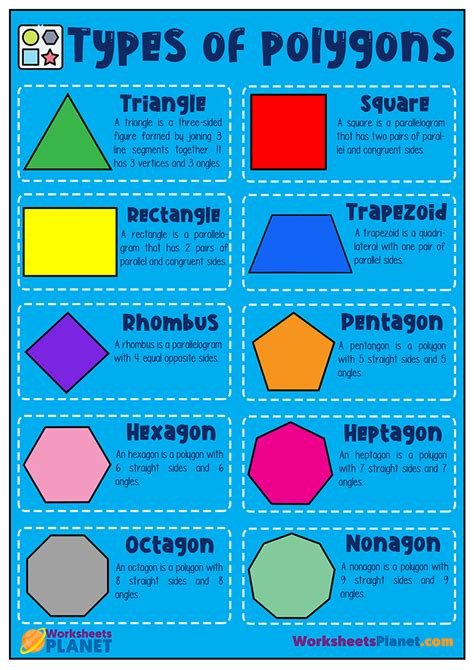 Types of Polygons
Triangle
A triangle is a three-sided
figure formed by joining 3
line segments together. It
has 3 vertices and 3 angles.
Square
A square is a parallelogram
that has two pairs of paral-
lel and congruent sides.
Rectangle
A rectangle is a parallelo-
gram that has 2 pairs of
parallel and congruent sides.
Trapezoid
A trapezoid is a quadri-
lateral with one pair of
parallel sides.
Rhombus
A rhombus is a parallelogram
with 4 equal opposite sides.
Pentagon
A pentangon is a polygon
with 5 straight sides and 5
angles.
Hexagon
An hexagon is a polygon with
6 straight sides and 6
angles.
Heptagon
An heptagon is a polygon
with 7 straight sides and 7
angles.
Octagon
An octagon is a polygon with
8 straight sides and 8
angles.
Nonagon
A nonagon is a polygon with
9 straight sides and 9
angles.
Worksheets
PLANET
WorksheetsPlanet.com